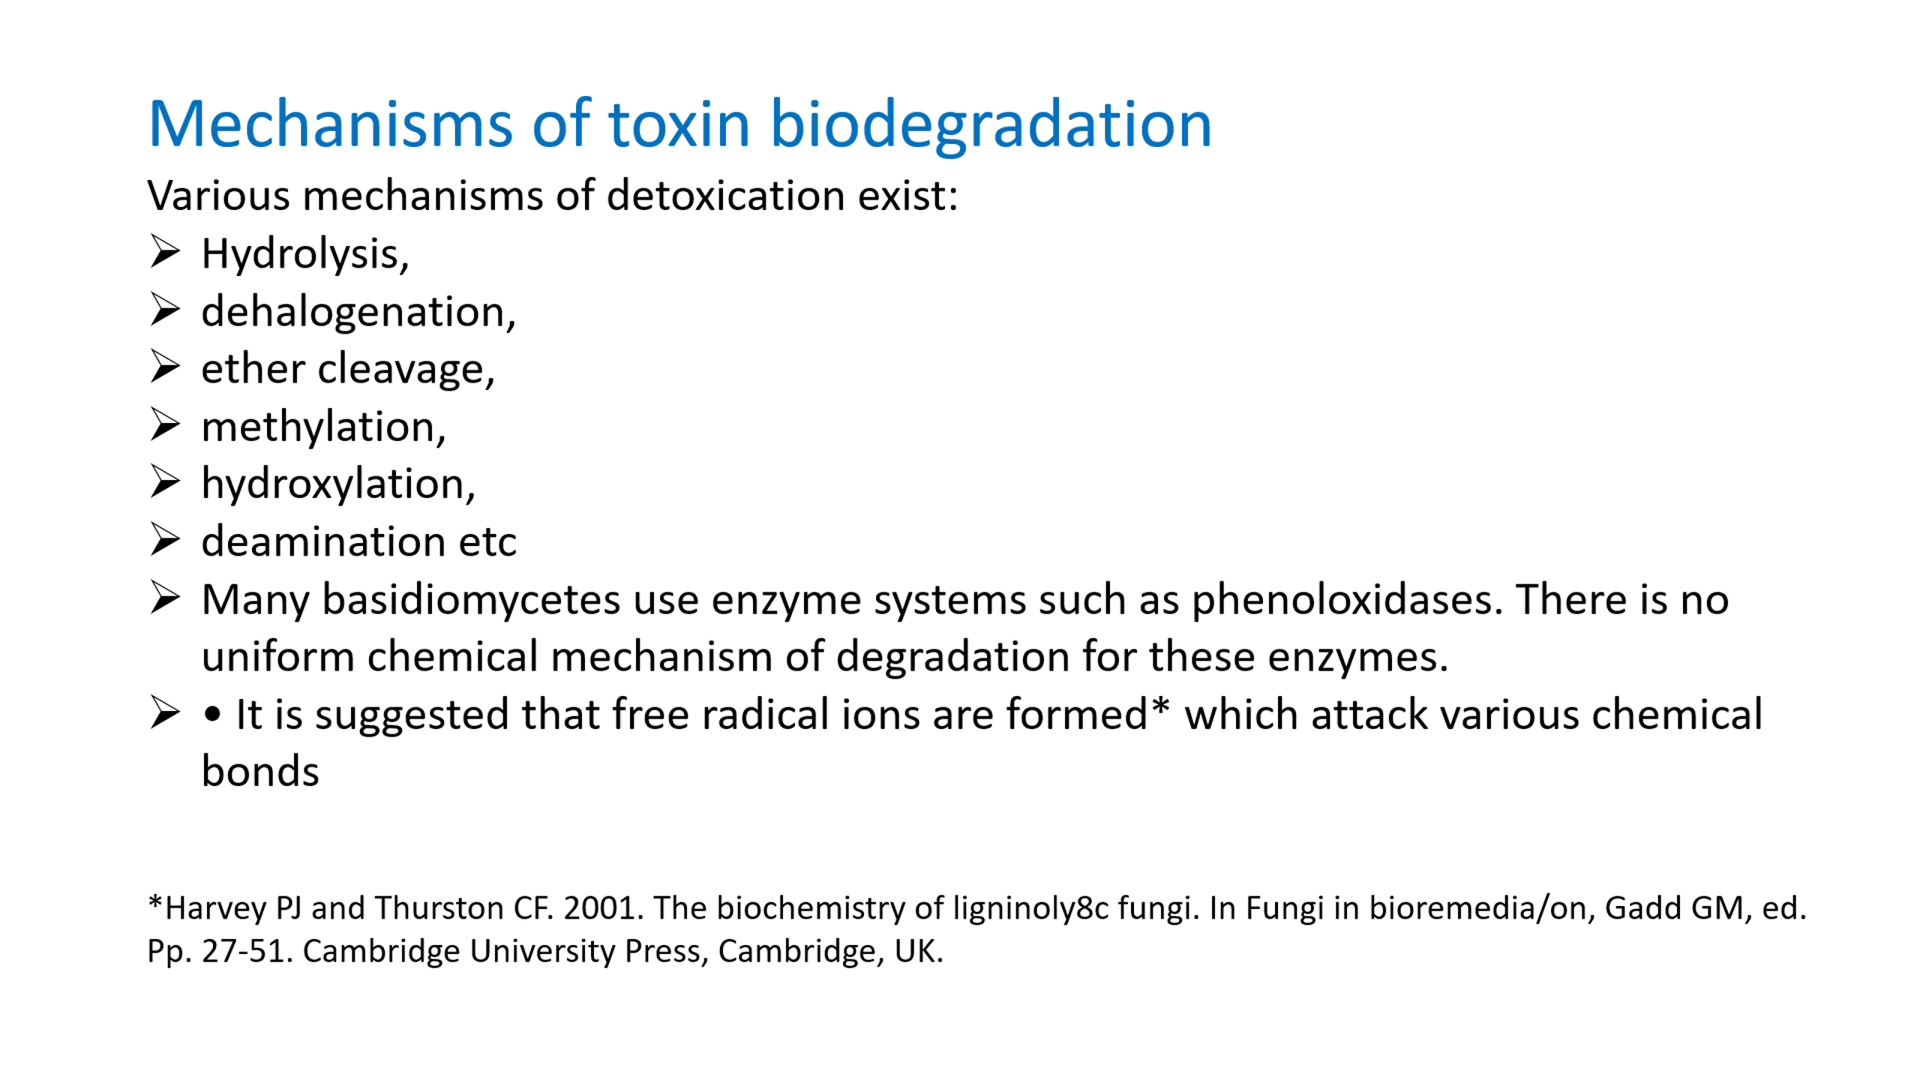 Mechanisms of toxin biodegradation
Various mechanisms of detoxication exist:
➢ Hydrolysis,
➢ dehalogenation,
➢ ether cleavage,
➢ methylation,
➢ hydroxylation,
➢ deamination etc
➢ Many basidiomycetes use enzyme systems such as phenoloxidases. There is no
uniform chemical mechanism of degradation for these enzymes.
➢ • It is suggested that free radical ions are formed* which attack various chemical
bonds
*Harvey PJ and Thurston CF. 2001. The biochemistry of ligninoly8c fungi. In Fungi in bioremedia/on, Gadd GM, ed.
Pp. 27-51. Cambridge University Press, Cambridge, UK.